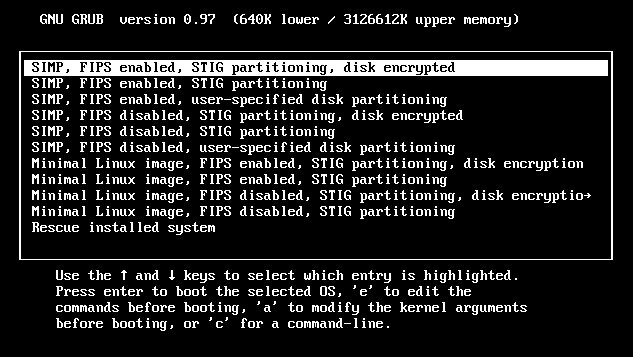 GNU GRUB  version 0.97  (640K lower / 3126612K upper memory)
SIMP, FIPS enabled, STIG partitioning, disk encrypted
SIMP, FIPS enabled, STIG partitioning
SIMP, FIPS enabled, user-specified disk partitioning
SIMP, FIPS disabled, STIG partitioning, disk encrypted
SIMP, FIPS disabled, STIG partitioning
SIMP, FIPS disabled, user-specified disk partitioning
Minimal Linux image, FIPS enabled, STIG partitioning, disk encryption
Minimal Linux image, FIPS enabled, STIG partitioning
Minimal Linux image, FIPS disabled, STIG partitioning, disk encryptio→
Minimal Linux image, FIPS disabled, STIG partitioning
Rescue installed system
Use the ↑ and ↓ keys to select which entry is highlighted.
Press enter to boot the selected OS, 'e' to edit the
commands before booting, 'a' to modify the kernel arguments
before booting, or 'c' for a command-line.